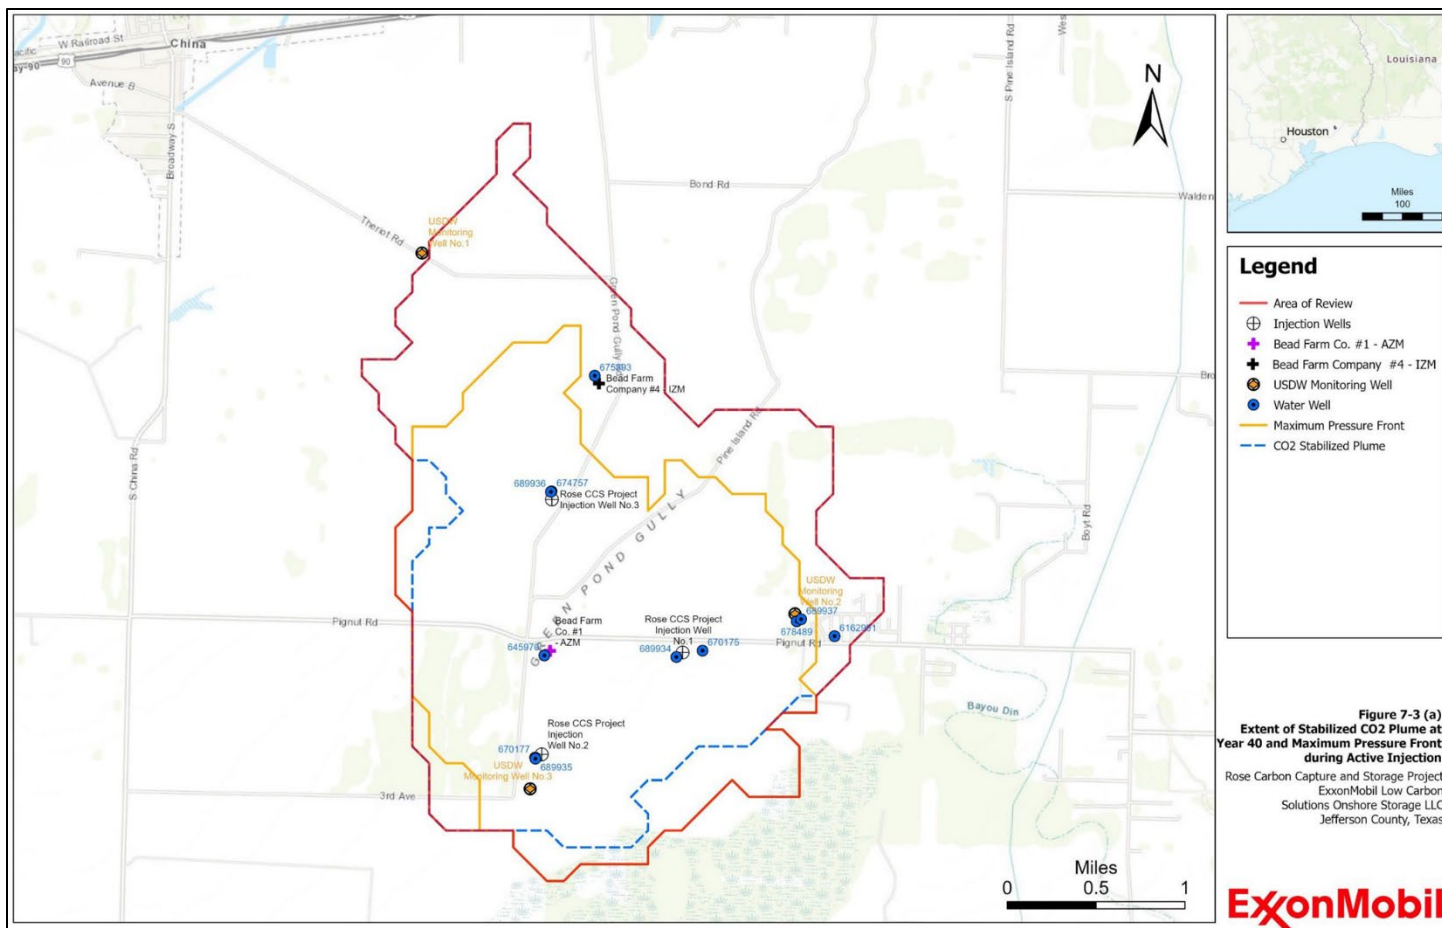 W Railroad St
China
acific
ay-90
90
Avenue B
Broadway S
S Pine Island Rd
Wes
N
Bond Rd
Walden
Theriot Rd
USDW
Monitoring
Well No.1
Green Pond Gully Rd
675393
Bead Farm
Company #4 - IZM
Bro
Pine Island Rd
S China Rd
Boyt Rd
689936
674757
Rose CCS Project
Injection Well No.3
GREEN POND GULLY
USDW
Monitoring
Well No.2
689937
678489
Pignut Rd
Bead Farm
Co. #1
- AZM
Rose CCS Project
Injection Well
No.1
670175
689934
Pignut Rd
Bayou Din
Rose CCS Project
Injection
Well No.2
670177
689935
USDW
Monitoring Well No.3
3rd Ave
Miles
0 0.5 1
Louisiana
Houston
Miles
100
Legend
Area of Review
Injection Wells
Bead Farm Co. #1 - AZM
Bead Farm Company #4 - IZM
USDW Monitoring Well
Water Well
Maximum Pressure Front
CO2 Stabilized Plume
Figure 7-3 (a)
Extent of Stabilized CO2 Plume at
Year 40 and Maximum Pressure Front
during Active Injection
Rose Carbon Capture and Storage Project
ExxonMobil Low Carbon
Solutions Onshore Storage LLC
Jefferson County, Texas
ExxonMobil